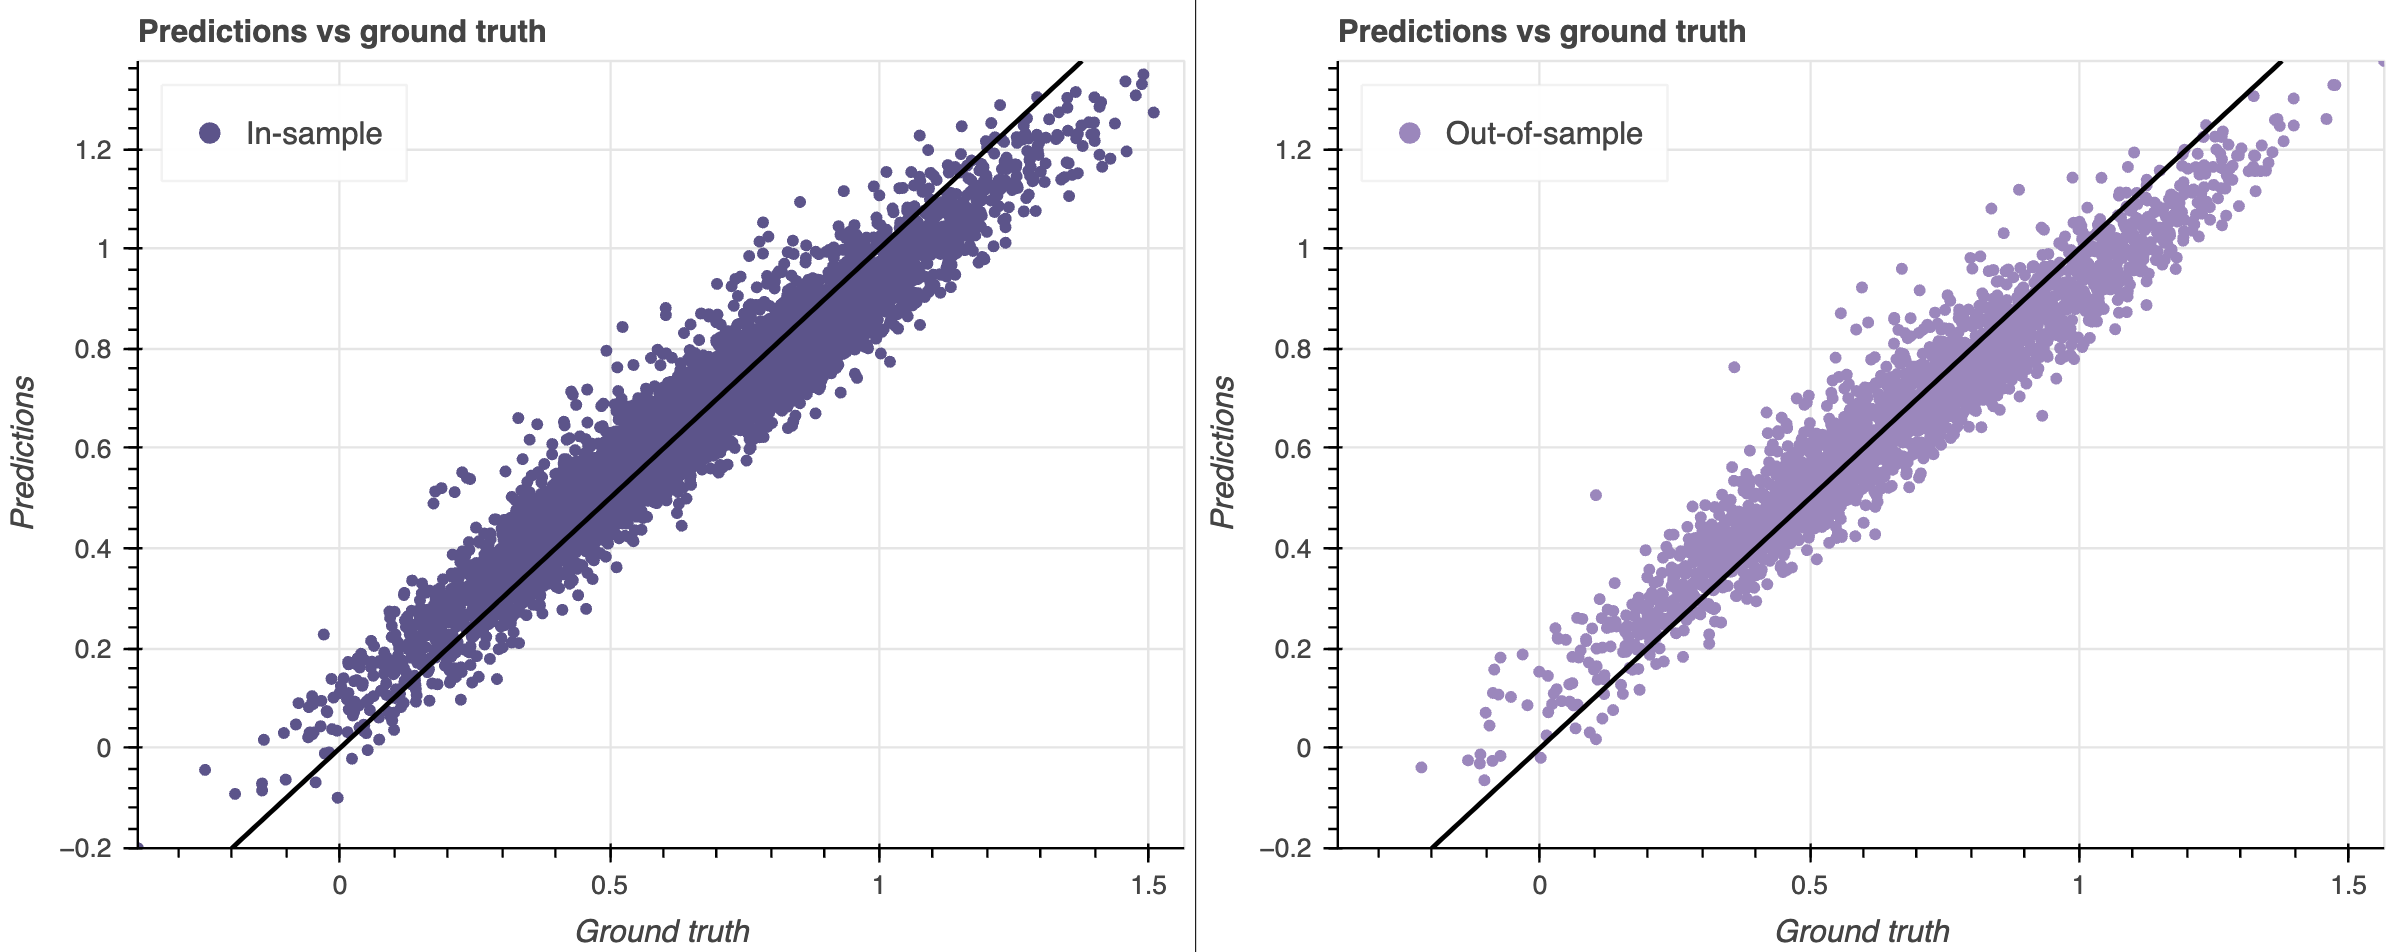 Predictions vs ground truth
In-sample
1.2
1
0.8
0.6
0.4
0.2
0
−0.2
Predictions
0 0.5 1 1.5
Ground truth
Predictions vs ground truth
Out-of-sample
1.2
1
0.8
0.6
0.4
0.2
0
−0.2
Predictions
0 0.5 1 1.5
Ground truth